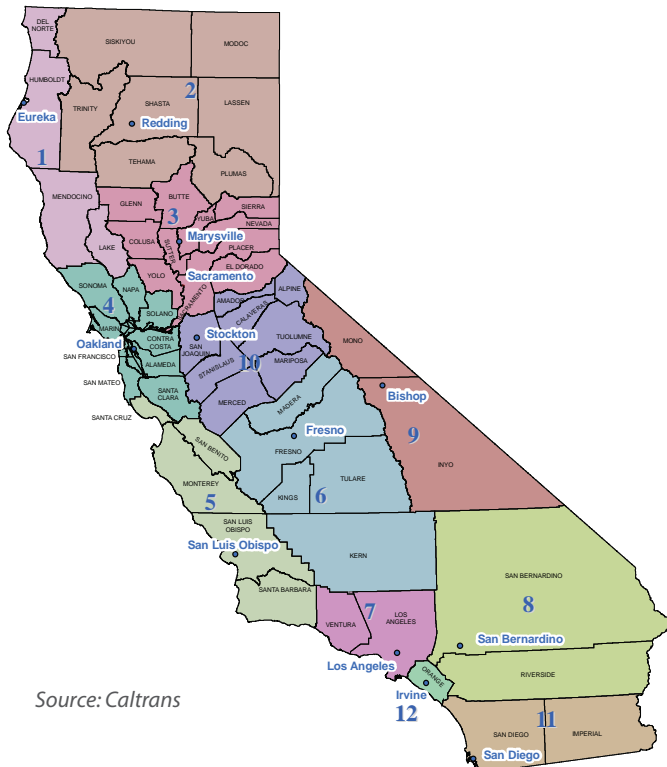 DEL
NORTE
SISKIYOU
MODOC
HUMBOLDT
2
TRINITY
SHASTA
LASSEN
Eureka
Redding
1
TEHAMA
PLUMAS
MENDOCINO
GLENN
BUTTE
SIERRA
3
YUBA
NEVADA
COLUSA
SUTTER
Marysville
LAKE
PLACER
YOLO
Sacramento
EL DORADO
SONOMA
NAPA
ALPINE
4
SOLANO
SACRAMENTO
AMADOR
CALAVERAS
MARIN
Stockton
TUOLUMNE
MONO
Oakland
CONTRA
COSTA
SAN
JOAQUIN
SAN FRANCISCO
ALAMEDA
STANISLAUS
10
MARIPOSA
SAN MATEO
SANTA
CLARA
MERCED
MADERA
Bishop
SANTA CRUZ
Fresno
9
SAN BENITO
FRESNO
INYO
MONTEREY
TULARE
5
KINGS
6
SAN LUIS
OBISPO
San Luis Obispo
KERN
SAN BERNARDINO
SANTA BARBARA
8
7
VENTURA
LOS
ANGELES
San Bernardino
Los Angeles
ORANGE
RIVERSIDE
Irvine
12
Source: Caltrans
11
SAN DIEGO
IMPERIAL
San Diego